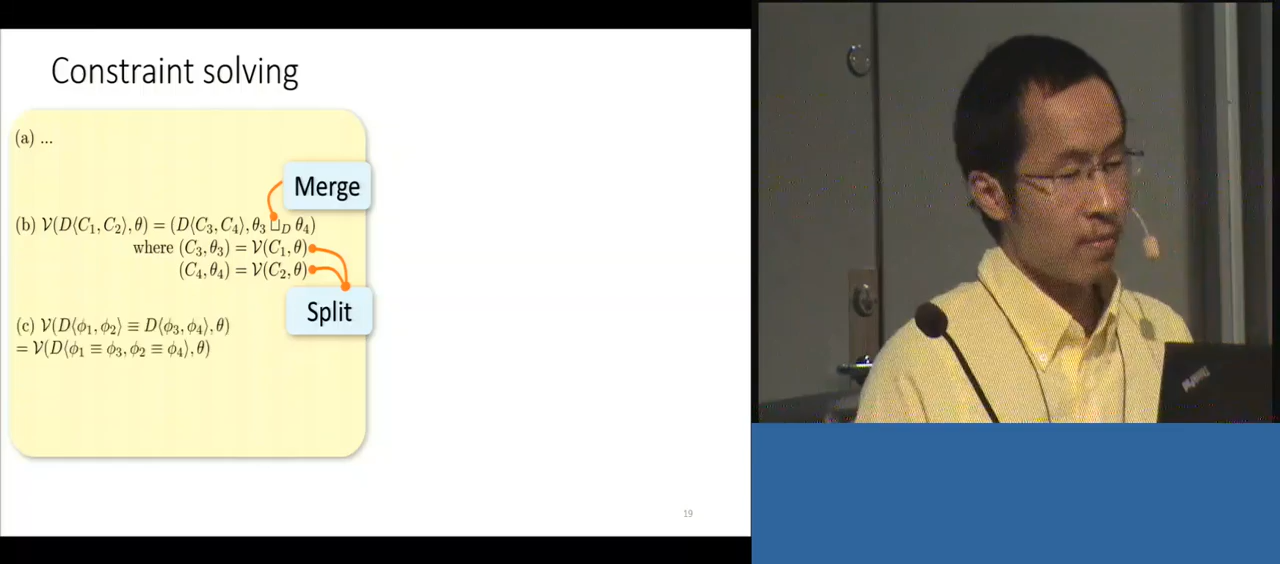 Constraint solving
(a) ...
Merge
(b) 𝒱(D⟨C₁, C₂⟩, θ) = (D⟨C₃, C₄⟩, θ₃ ⊔_D θ₄)
where (C₃, θ₃) = 𝒱(C₁, θ)
(C₄, θ₄) = 𝒱(C₂, θ)
Split
(c) 𝒱(D⟨ϕ₁, ϕ₂⟩ ≡ D⟨ϕ₃, ϕ₄⟩, θ)
= 𝒱(D⟨ϕ₁ ≡ ϕ₃, ϕ₂ ≡ ϕ₄⟩, θ)
19